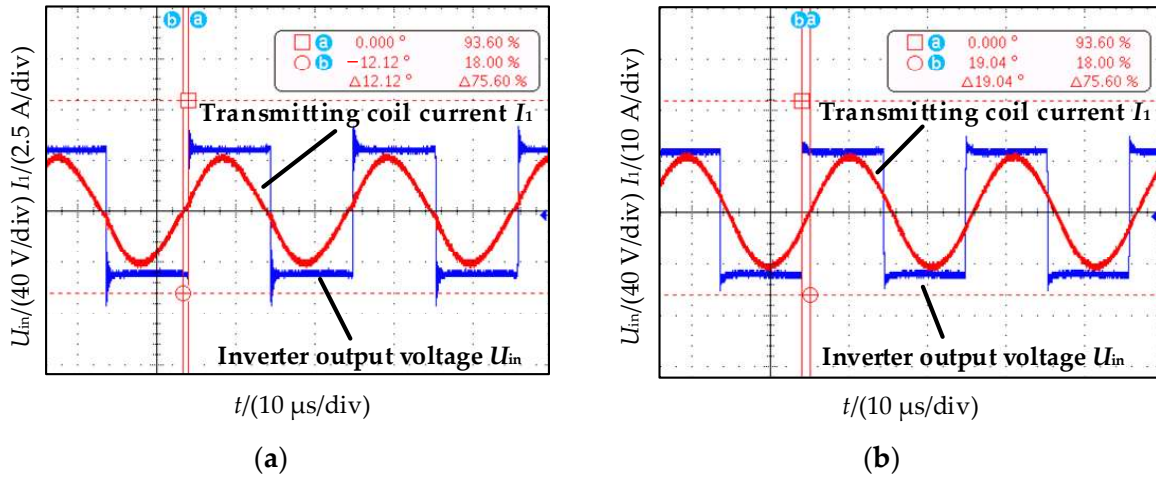 b a
a 0.000 ° 93.60 %
b −12.12 ° 18.00 %
Δ12.12 ° Δ75.60 %
Transmitting coil current I1
Inverter output voltage Uin
Uin/(40 V/div) I1/(2.5 A/div)
t/(10 μs/div)
(a)
b a
a 0.000 ° 93.60 %
b 19.04 ° 18.00 %
Δ19.04 ° Δ75.60 %
Transmitting coil current I1
Inverter output voltage Uin
Uin/(40 V/div) I1/(10 A/div)
t/(10 μs/div)
(b)